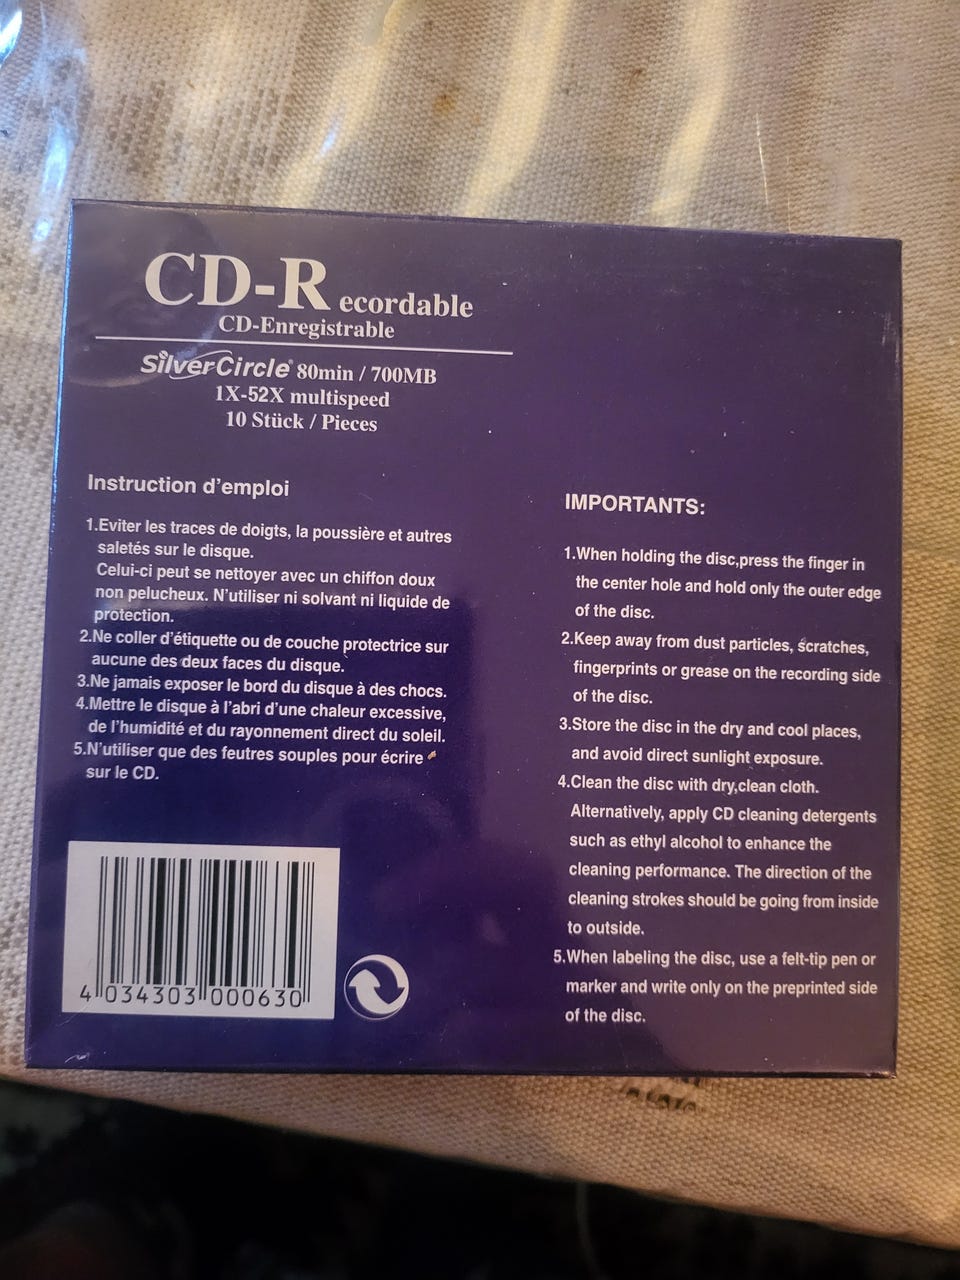 CD-R ecordable
CD-Enregistrable
SilverCircle® 80min / 700MB
1X-52X multispeed
10 Stück / Pieces
Instruction d'emploi
1.Eviter les traces de doigts, la poussière et autres
saletés sur le disque.
Celui-ci peut se nettoyer avec un chiffon doux
non pelucheux. N'utiliser ni solvant ni liquide de
protection.
2.Ne coller d'étiquette ou de couche protectrice sur
aucune des deux faces du disque.
3.Ne jamais exposer le bord du disque à des chocs.
4.Mettre le disque à l'abri d'une chaleur excessive,
de l'humidité et du rayonnement direct du soleil.
5.N'utiliser que des feutres souples pour écrire
sur le CD.
4 034303 000630
IMPORTANTS:
1.When holding the disc,press the finger in
the center hole and hold only the outer edge
of the disc.
2.Keep away from dust particles, scratches,
fingerprints or grease on the recording side
of the disc.
3.Store the disc in the dry and cool places,
and avoid direct sunlight exposure.
4.Clean the disc with dry,clean cloth.
Alternatively, apply CD cleaning detergents
such as ethyl alcohol to enhance the
cleaning performance. The direction of the
cleaning strokes should be going from inside
to outside.
5.When labeling the disc, use a felt-tip pen or
marker and write only on the preprinted side
of the disc.